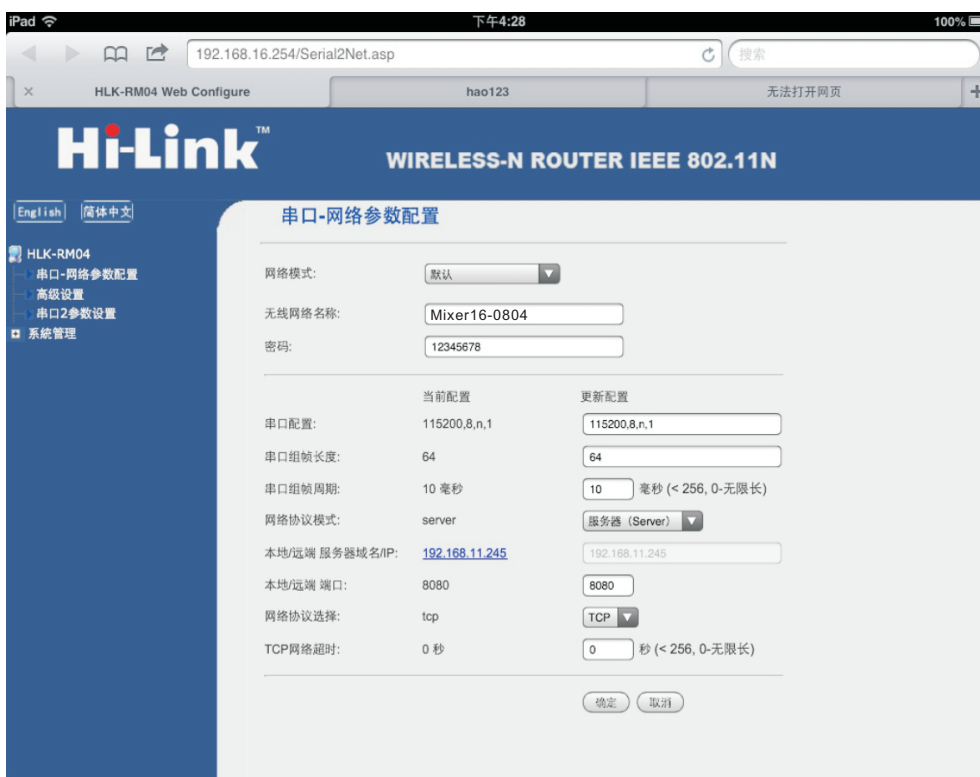 iPad 下午4:28 100%
192.168.16.254/Serial2Net.asp 搜索
HLK-RM04 Web Configure hao123 无法打开网页
Hi-Link™
WIRELESS-N ROUTER IEEE 802.11N
English 简体中文
HLK-RM04
串口-网络参数配置
高级设置
串口2参数设置
系统管理
串口-网络参数配置
网络模式: 默认
无线网络名称: Mixer16-0804
密码: 12345678
当前配置 更新配置
串口配置: 115200,8,n,1 115200,8,n,1
串口组帧长度: 64 64
串口组帧周期: 10 毫秒 10 毫秒 (< 256, 0-无限长)
网络协议模式: server 服务器 (Server)
本地/远端 服务器域名/IP: 192.168.11.245 192.168.11.245
本地/远端 端口: 8080 8080
网络协议选择: tcp TCP
TCP网络超时: 0 秒 0 秒 (< 256, 0-无限长)
确定 取消